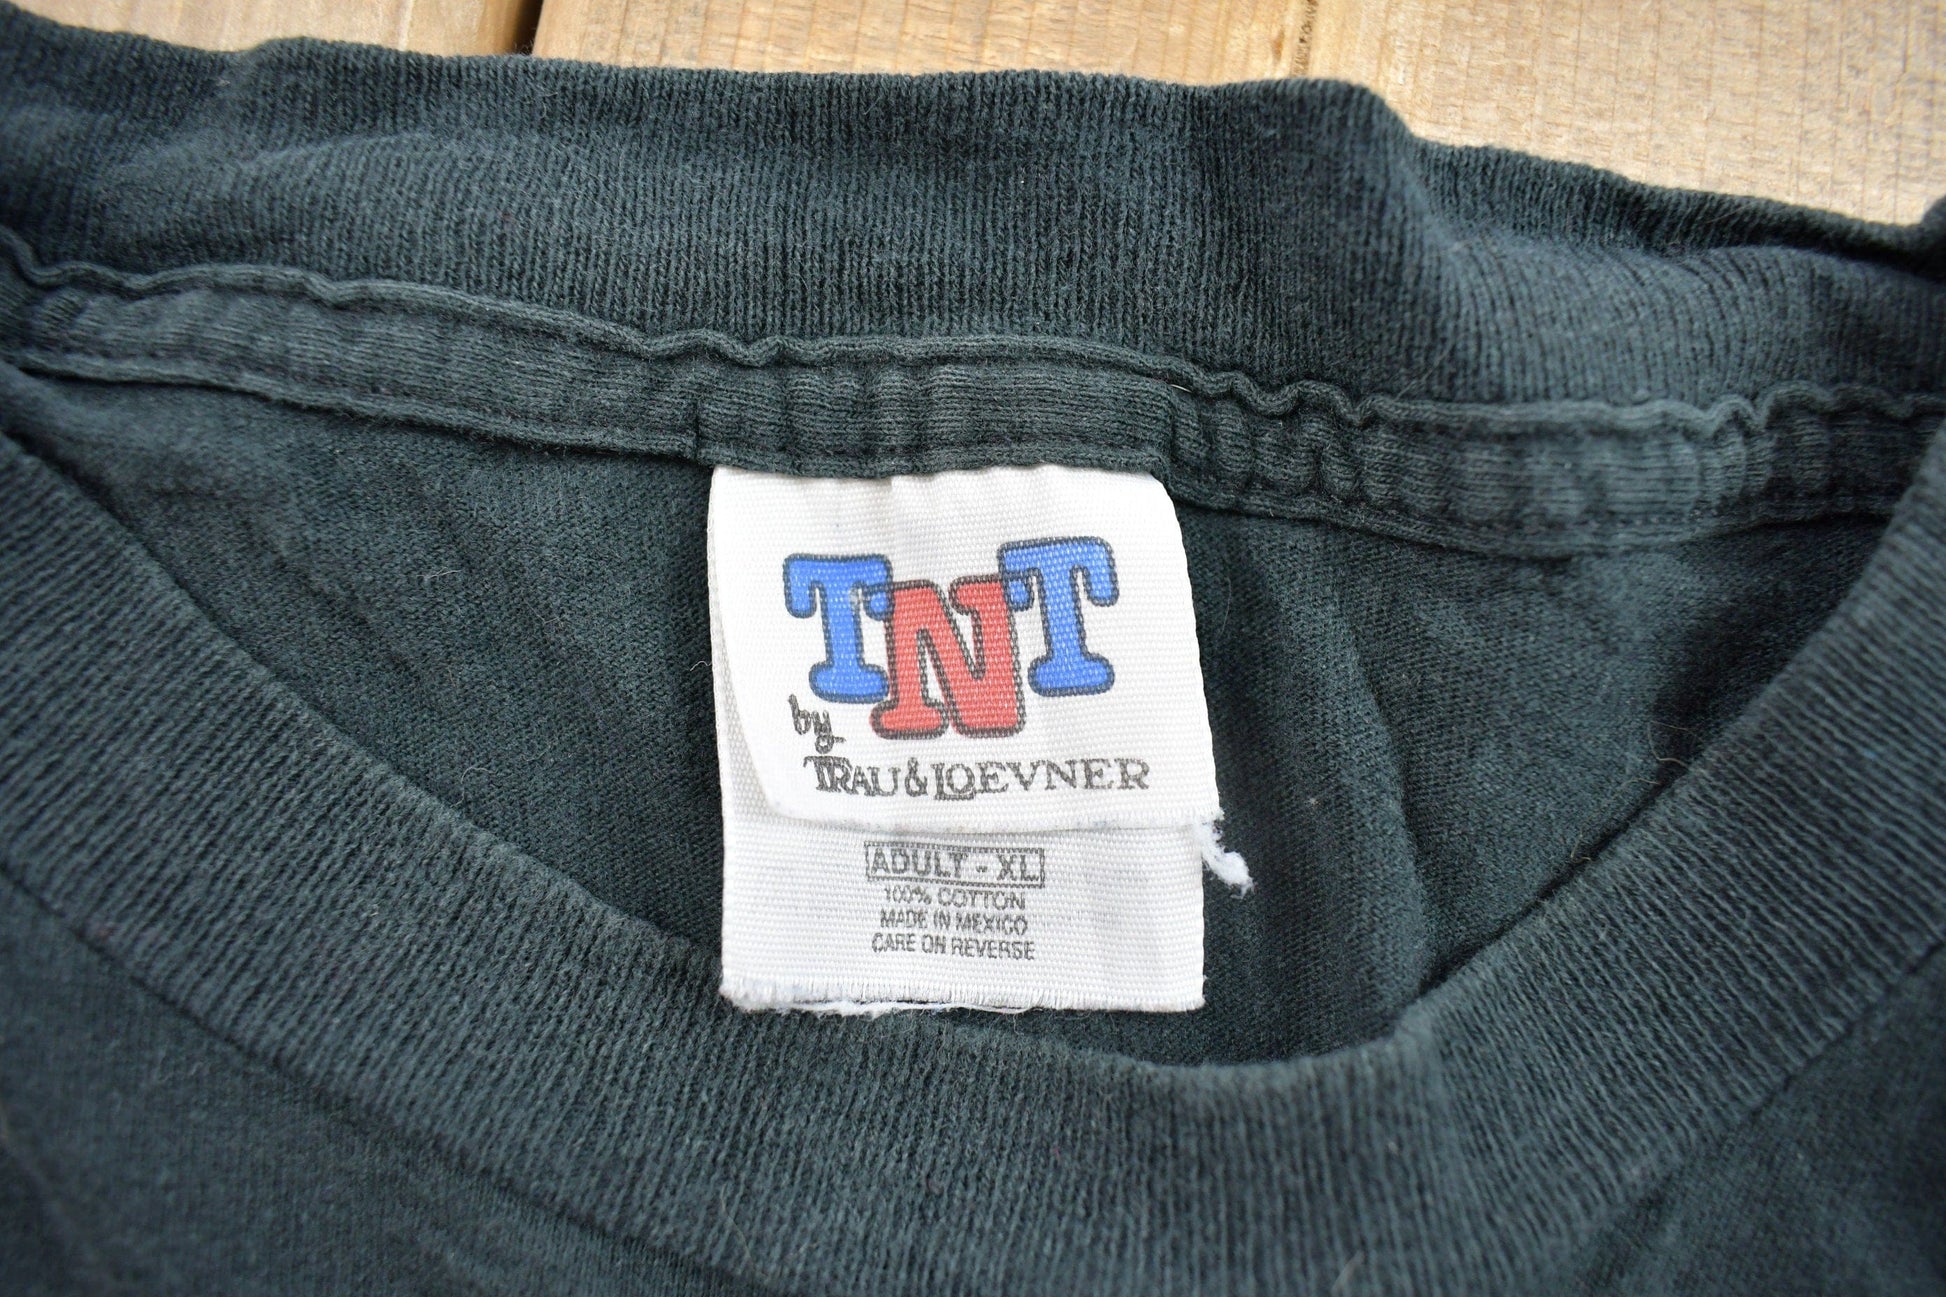 TNT
by
TRAU & LOEVNER
ADULT - XL
100% COTTON
MADE IN MEXICO
CARE ON REVERSE